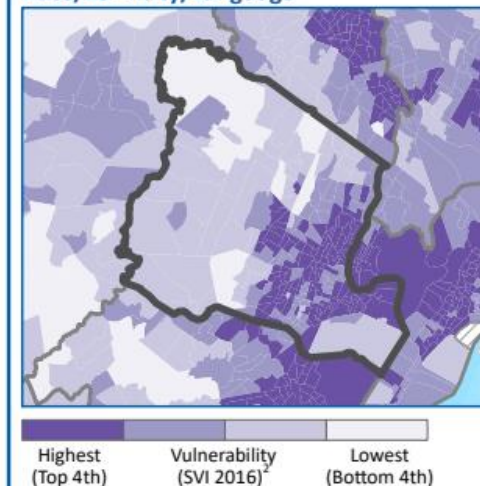 Highest
(Top 4th)
Vulnerability
(SVI 2016)²
Lowest
(Bottom 4th)